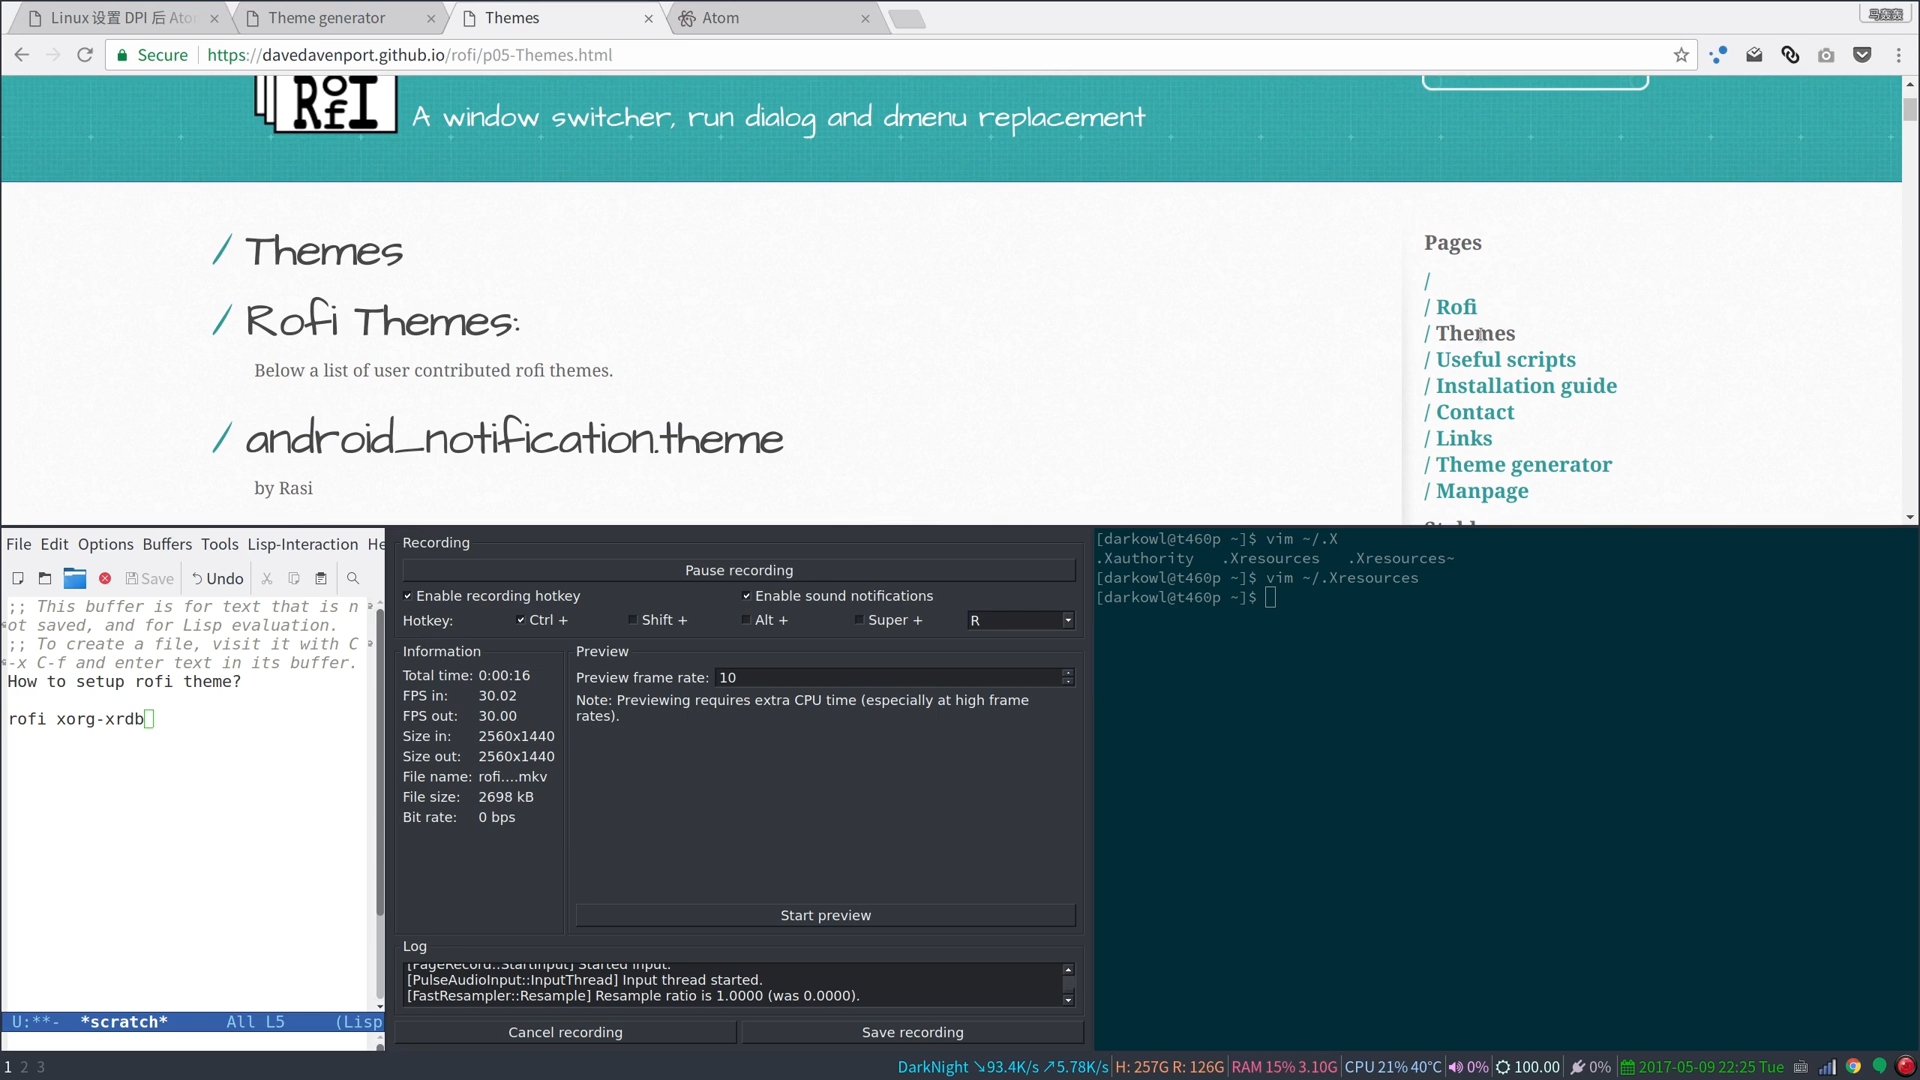 Linux 设置 DPI 后 Ato
Theme generator
Themes
Atom
马轰轰
Secure
https://davedavenport.github.io/rofi/p05-Themes.html
RofI
A window switcher, run dialog and dmenu replacement
/ Themes
/ Rofi Themes:
Below a list of user contributed rofi themes.
/ android_notification.theme
by Rasi
Pages
/
/ Rofi
/ Themes
/ Useful scripts
/ Installation guide
/ Contact
/ Links
/ Theme generator
/ Manpage
File Edit Options Buffers Tools Lisp-Interaction He
Save Undo
;; This buffer is for text that is n
ot saved, and for Lisp evaluation.
;; To create a file, visit it with C
-x C-f and enter text in its buffer.
How to setup rofi theme?
rofi xorg-xrdb
U:**- *scratch* All L5 (Lisp
Recording
Pause recording
Enable recording hotkey
Enable sound notifications
Hotkey: Ctrl + Shift + Alt + Super + R
Information
Total time: 0:00:16
FPS in: 30.02
FPS out: 30.00
Size in: 2560x1440
Size out: 2560x1440
File name: rofi....mkv
File size: 2698 kB
Bit rate: 0 bps
Preview
Preview frame rate: 10
Note: Previewing requires extra CPU time (especially at high frame
rates).
Start preview
Log
[PageRecord::StartInput] Started input.
[PulseAudioInput::InputThread] Input thread started.
[FastResampler::Resample] Resample ratio is 1.0000 (was 0.0000).
Cancel recording
Save recording
[darkowl@t460p ~]$ vim ~/.X
.Xauthority .Xresources .Xresources~
[darkowl@t460p ~]$ vim ~/.Xresources
[darkowl@t460p ~]$
1 2 3
DarkNight ↘93.4K/s ↗5.78K/s H: 257G R: 126G RAM 15% 3.10G CPU 21% 40°C 0% 100.00 0% 2017-05-09 22:25 Tue